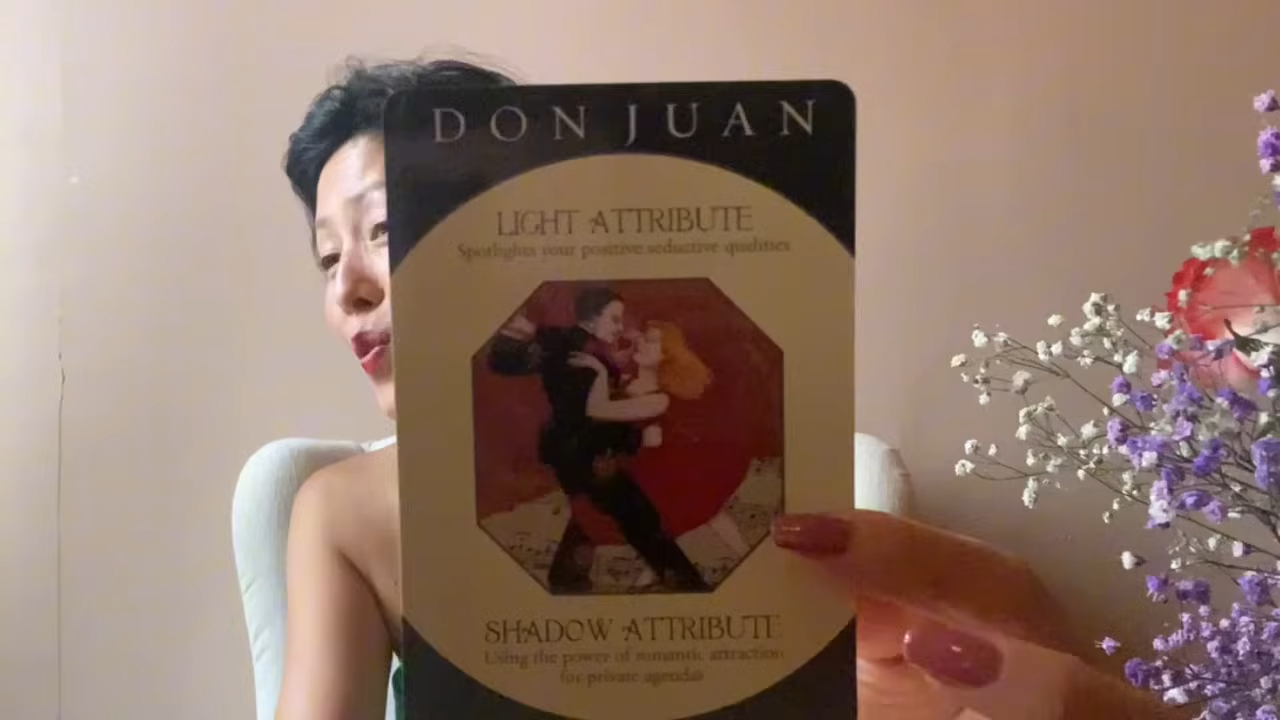 DON JUAN
LIGHT ATTRIBUTE
Spotlights your positive seductive qualities
SHADOW ATTRIBUTE
Using the power of romantic attraction
for private agendas